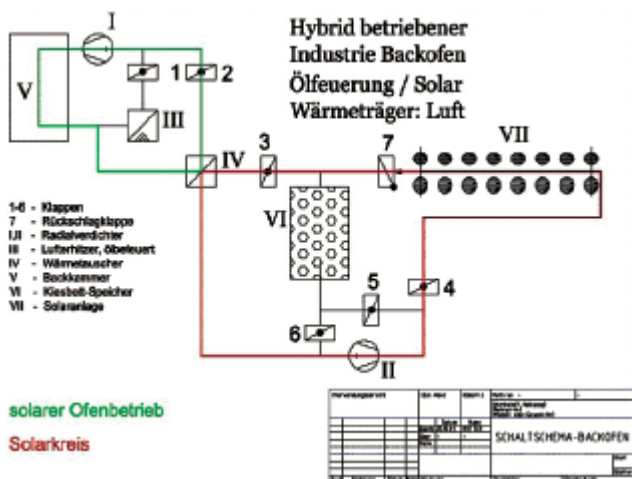 Hybrid betriebener
Industrie Backofen
Ölfeuerung / Solar
Wärmeträger: Luft
I
V
1
2
III
IV
3
7
VII
VI
5
4
6
II
1-6 - Klappen
7 - Rückschlagklappe
I,II - Radialverdichter
III - Lufterhitzer, ölbefeuert
IV - Wärmetauscher
V - Backkammer
VI - Kiesbett-Speicher
VII - Solaranlage
solarer Ofenbetrieb
Solarkreis
SCHALTSCHEMA-BACKOFEN